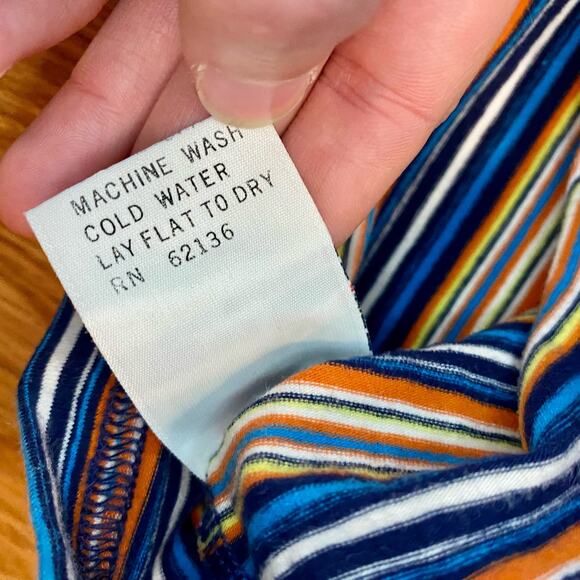 MACHINE WASH
COLD WATER
LAY FLAT TO DRY
RN 62136